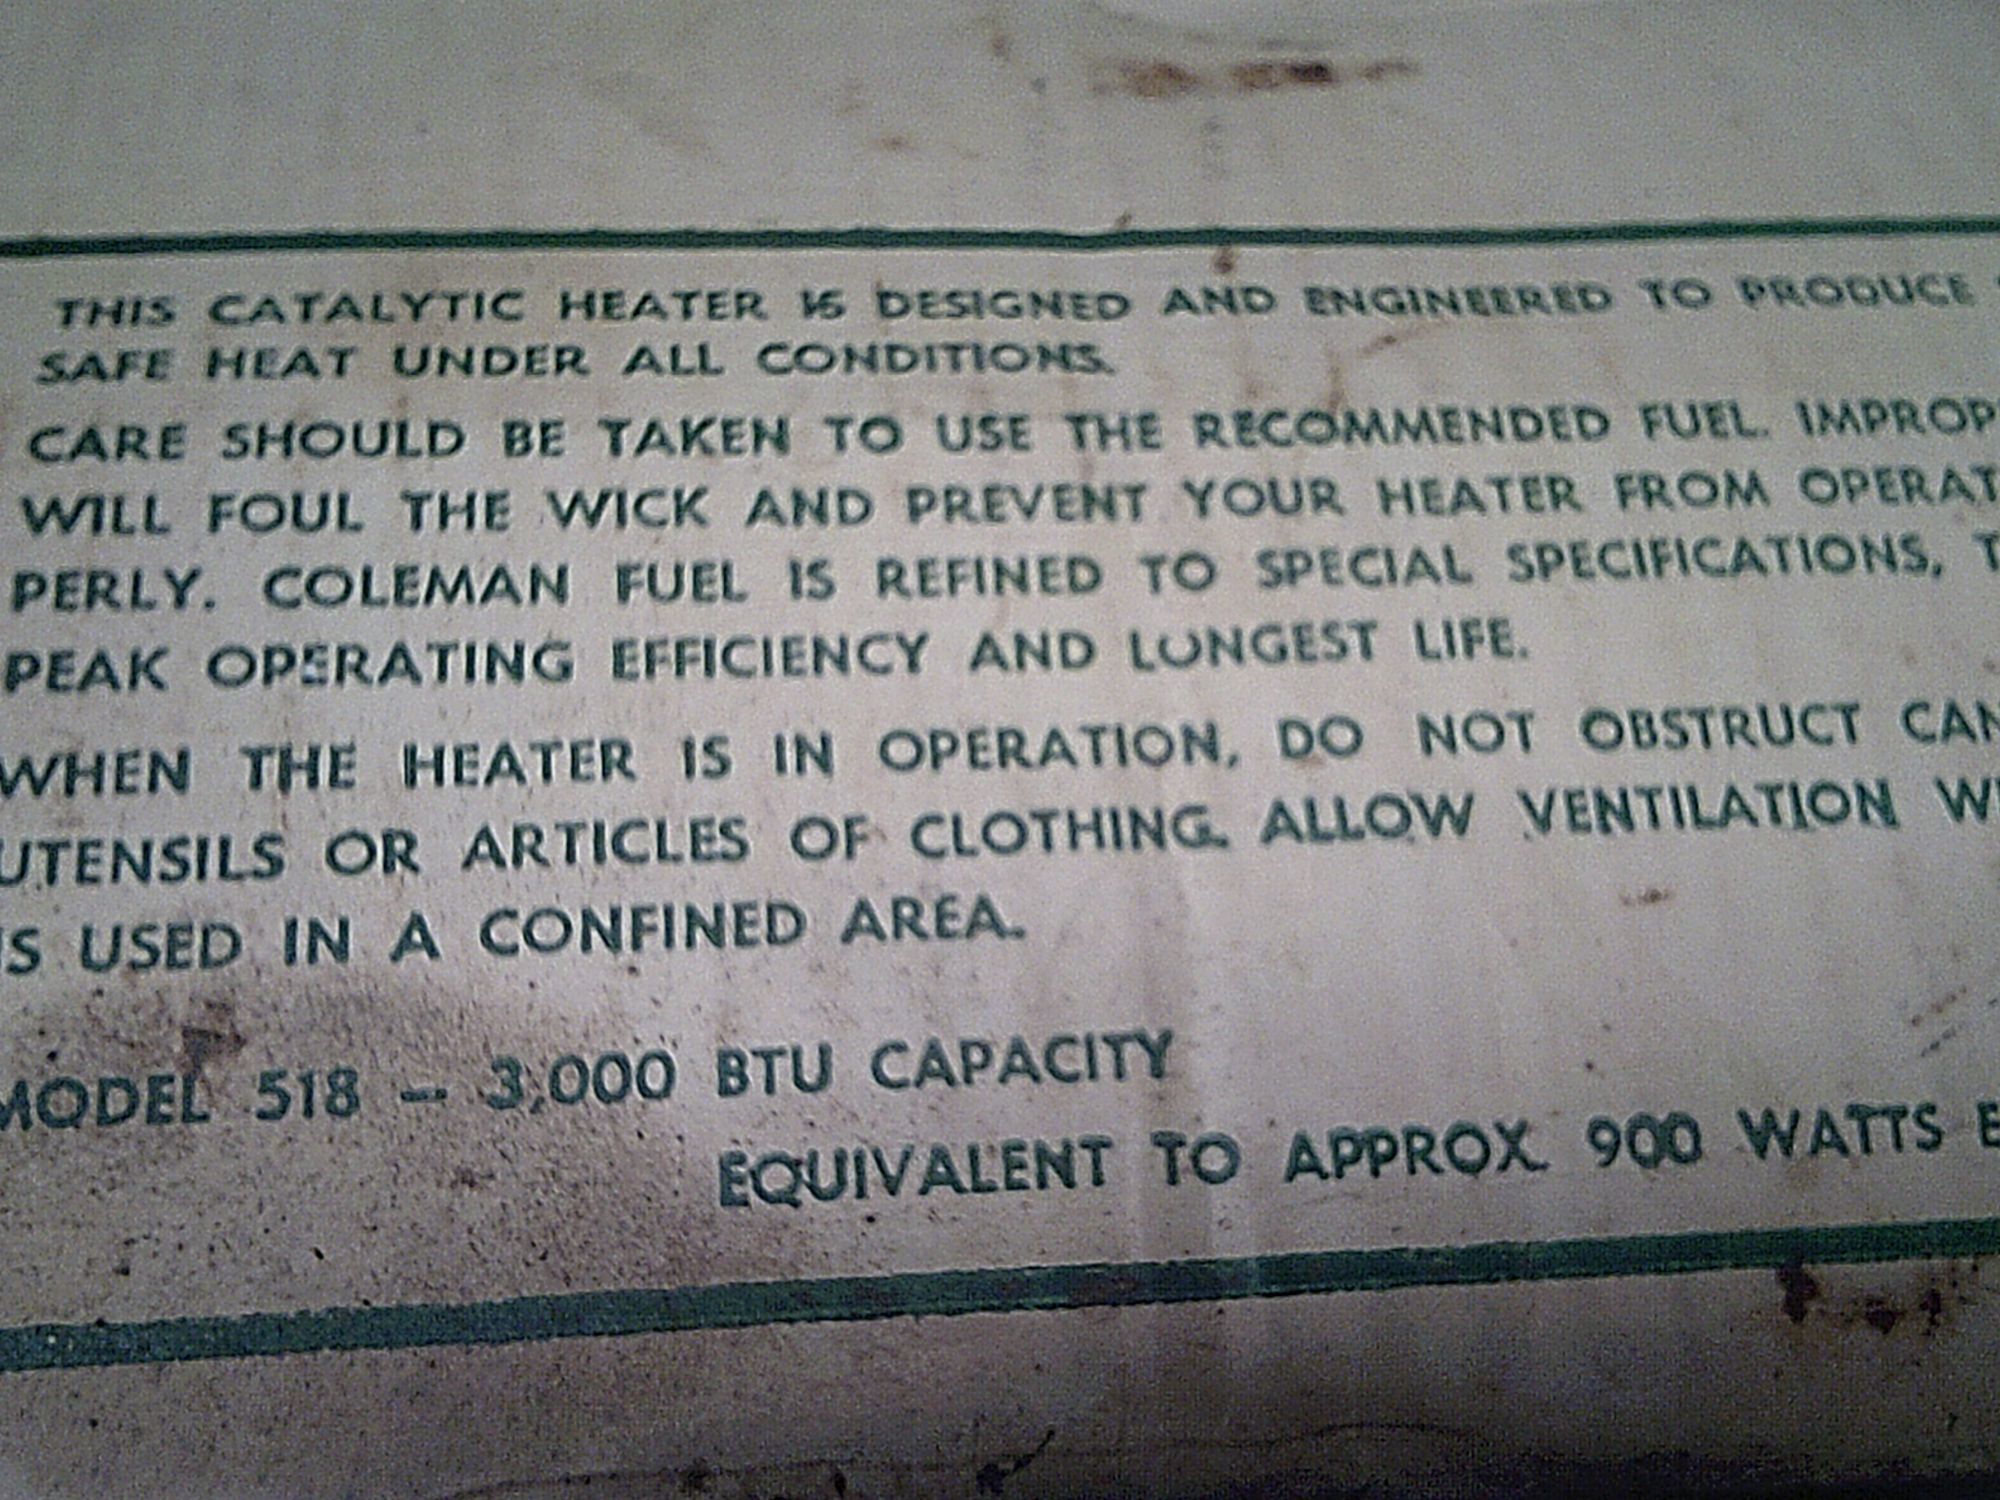 THIS CATALYTIC HEATER IS DESIGNED AND ENGINEERED TO PRODUCE
SAFE HEAT UNDER ALL CONDITIONS.
CARE SHOULD BE TAKEN TO USE THE RECOMMENDED FUEL. IMPROP
WILL FOUL THE WICK AND PREVENT YOUR HEATER FROM OPERAT
PERLY. COLEMAN FUEL IS REFINED TO SPECIAL SPECIFICATIONS, T
PEAK OPERATING EFFICIENCY AND LONGEST LIFE.
WHEN THE HEATER IS IN OPERATION, DO NOT OBSTRUCT CAN
UTENSILS OR ARTICLES OF CLOTHING. ALLOW VENTILATION W
IS USED IN A CONFINED AREA.
MODEL 518 -- 3,000 BTU CAPACITY
EQUIVALENT TO APPROX. 900 WATTS E